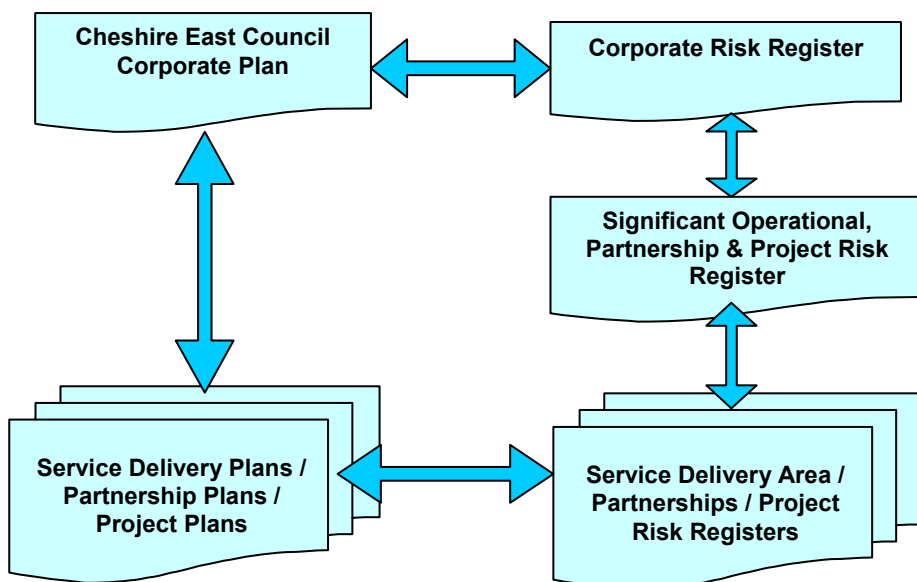 Cheshire East Council
Corporate Plan
Corporate Risk Register
Significant Operational,
Partnership & Project Risk
Register
Service Delivery Plans /
Partnership Plans /
Project Plans
Service Delivery Area /
Partnerships / Project
Risk Registers